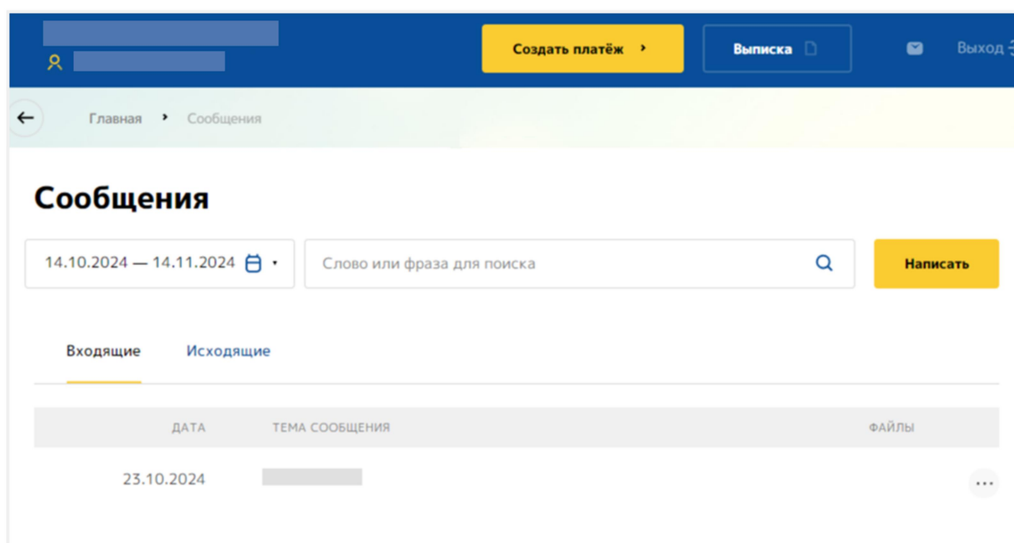 Создать платёж
Выписка
Выход
Главная
Сообщения
Сообщения
14.10.2024 — 14.11.2024
Слово или фраза для поиска
Написать
Входящие
Исходящие
ДАТА
ТЕМА СООБЩЕНИЯ
ФАЙЛЫ
23.10.2024